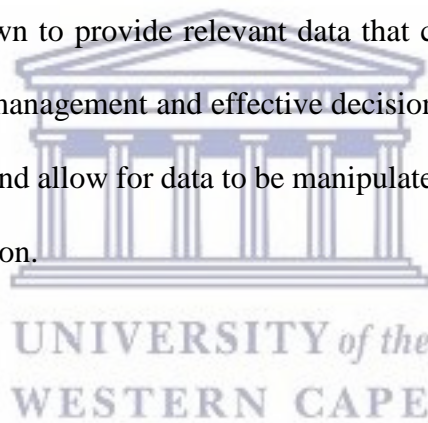 wn to provide relevant data that c
management and effective decision
nd allow for data to be manipulate
on.
UNIVERSITY of the
WESTERN CAPE